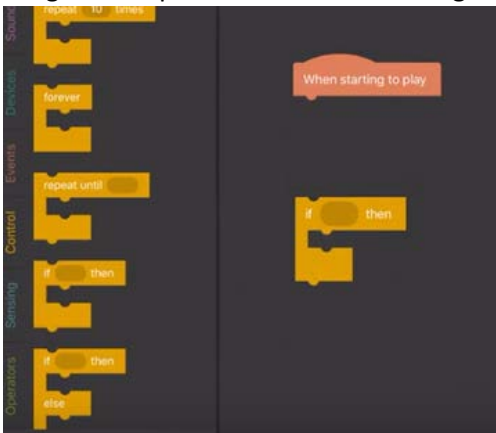 Sound
repeat 10 times
Devices
forever
Events
repeat until
Control
if then
Sensing
if then
else
Operators
When starting to play
if then